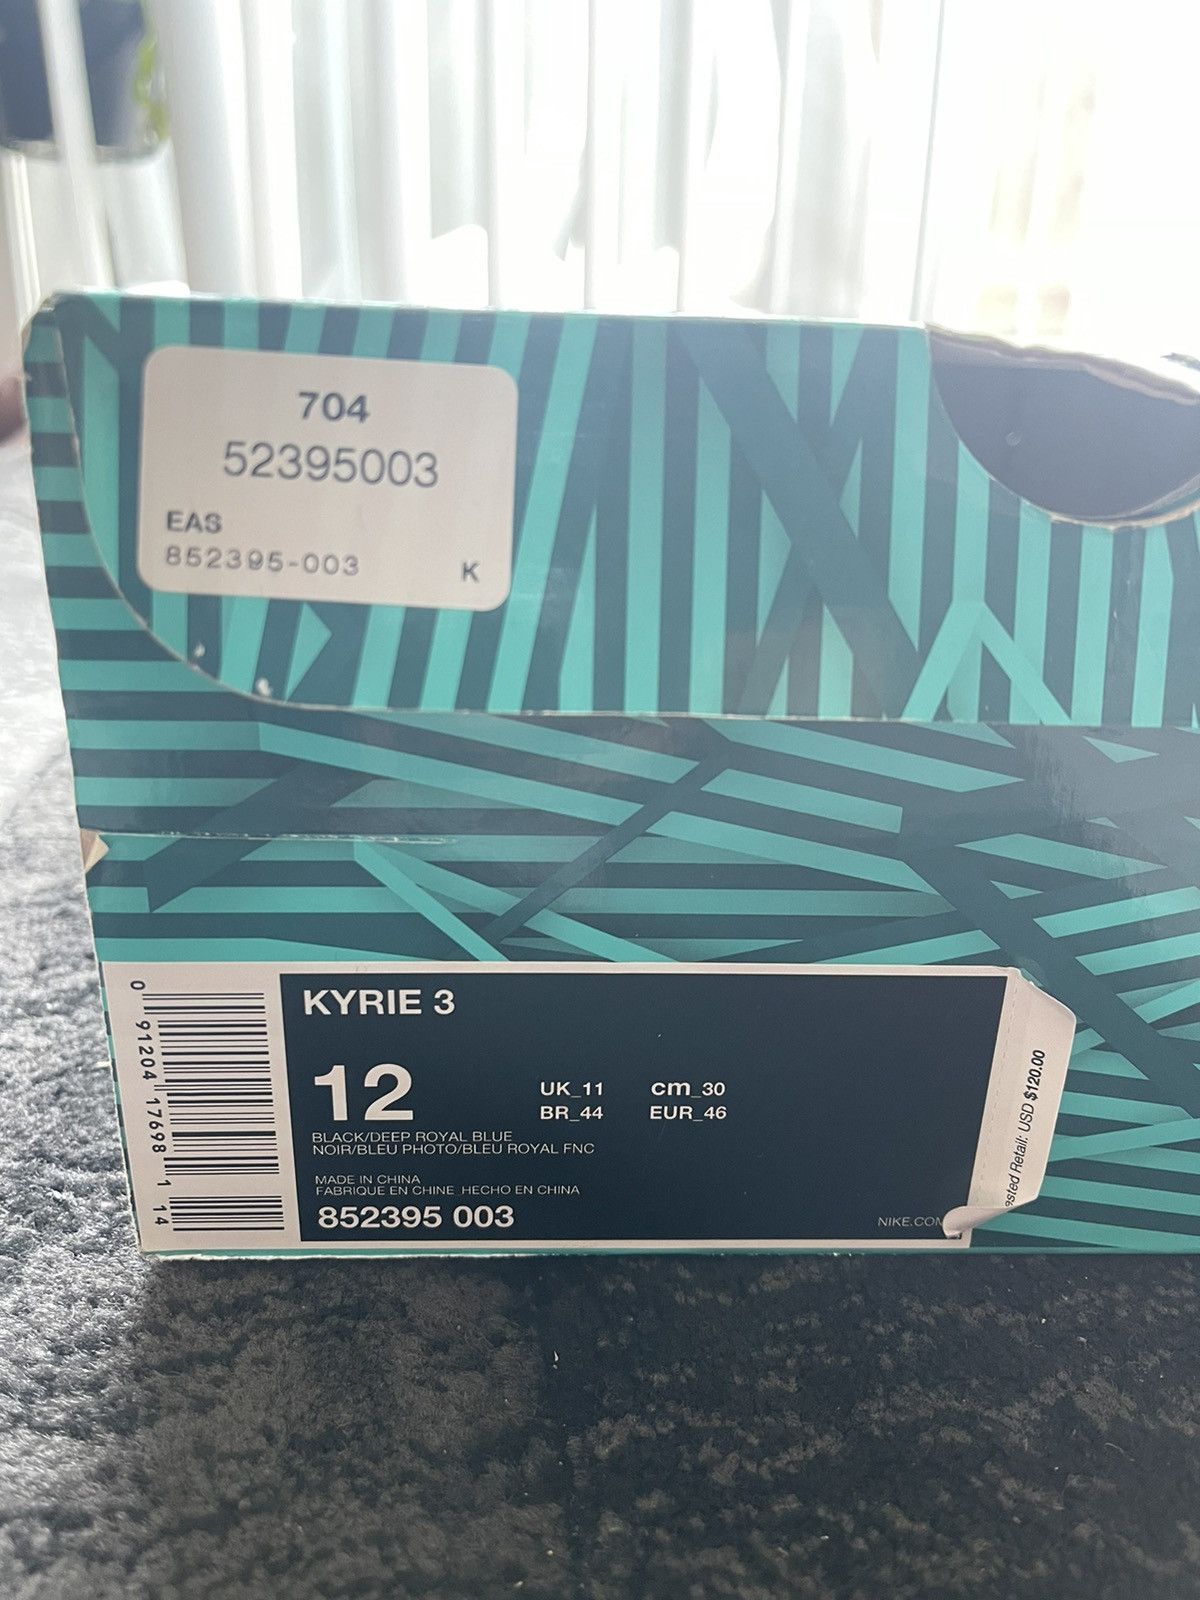 704
52395003
EAS
852395-003 K
0 91204 17698 1 14
KYRIE 3
12
UK_11 cm_30
BR_44 EUR_46
BLACK/DEEP ROYAL BLUE
NOIR/BLEU PHOTO/BLEU ROYAL FNC
MADE IN CHINA
FABRIQUE EN CHINE HECHO EN CHINA
852395 003
NIKE.COM
Retail: USD $120.00